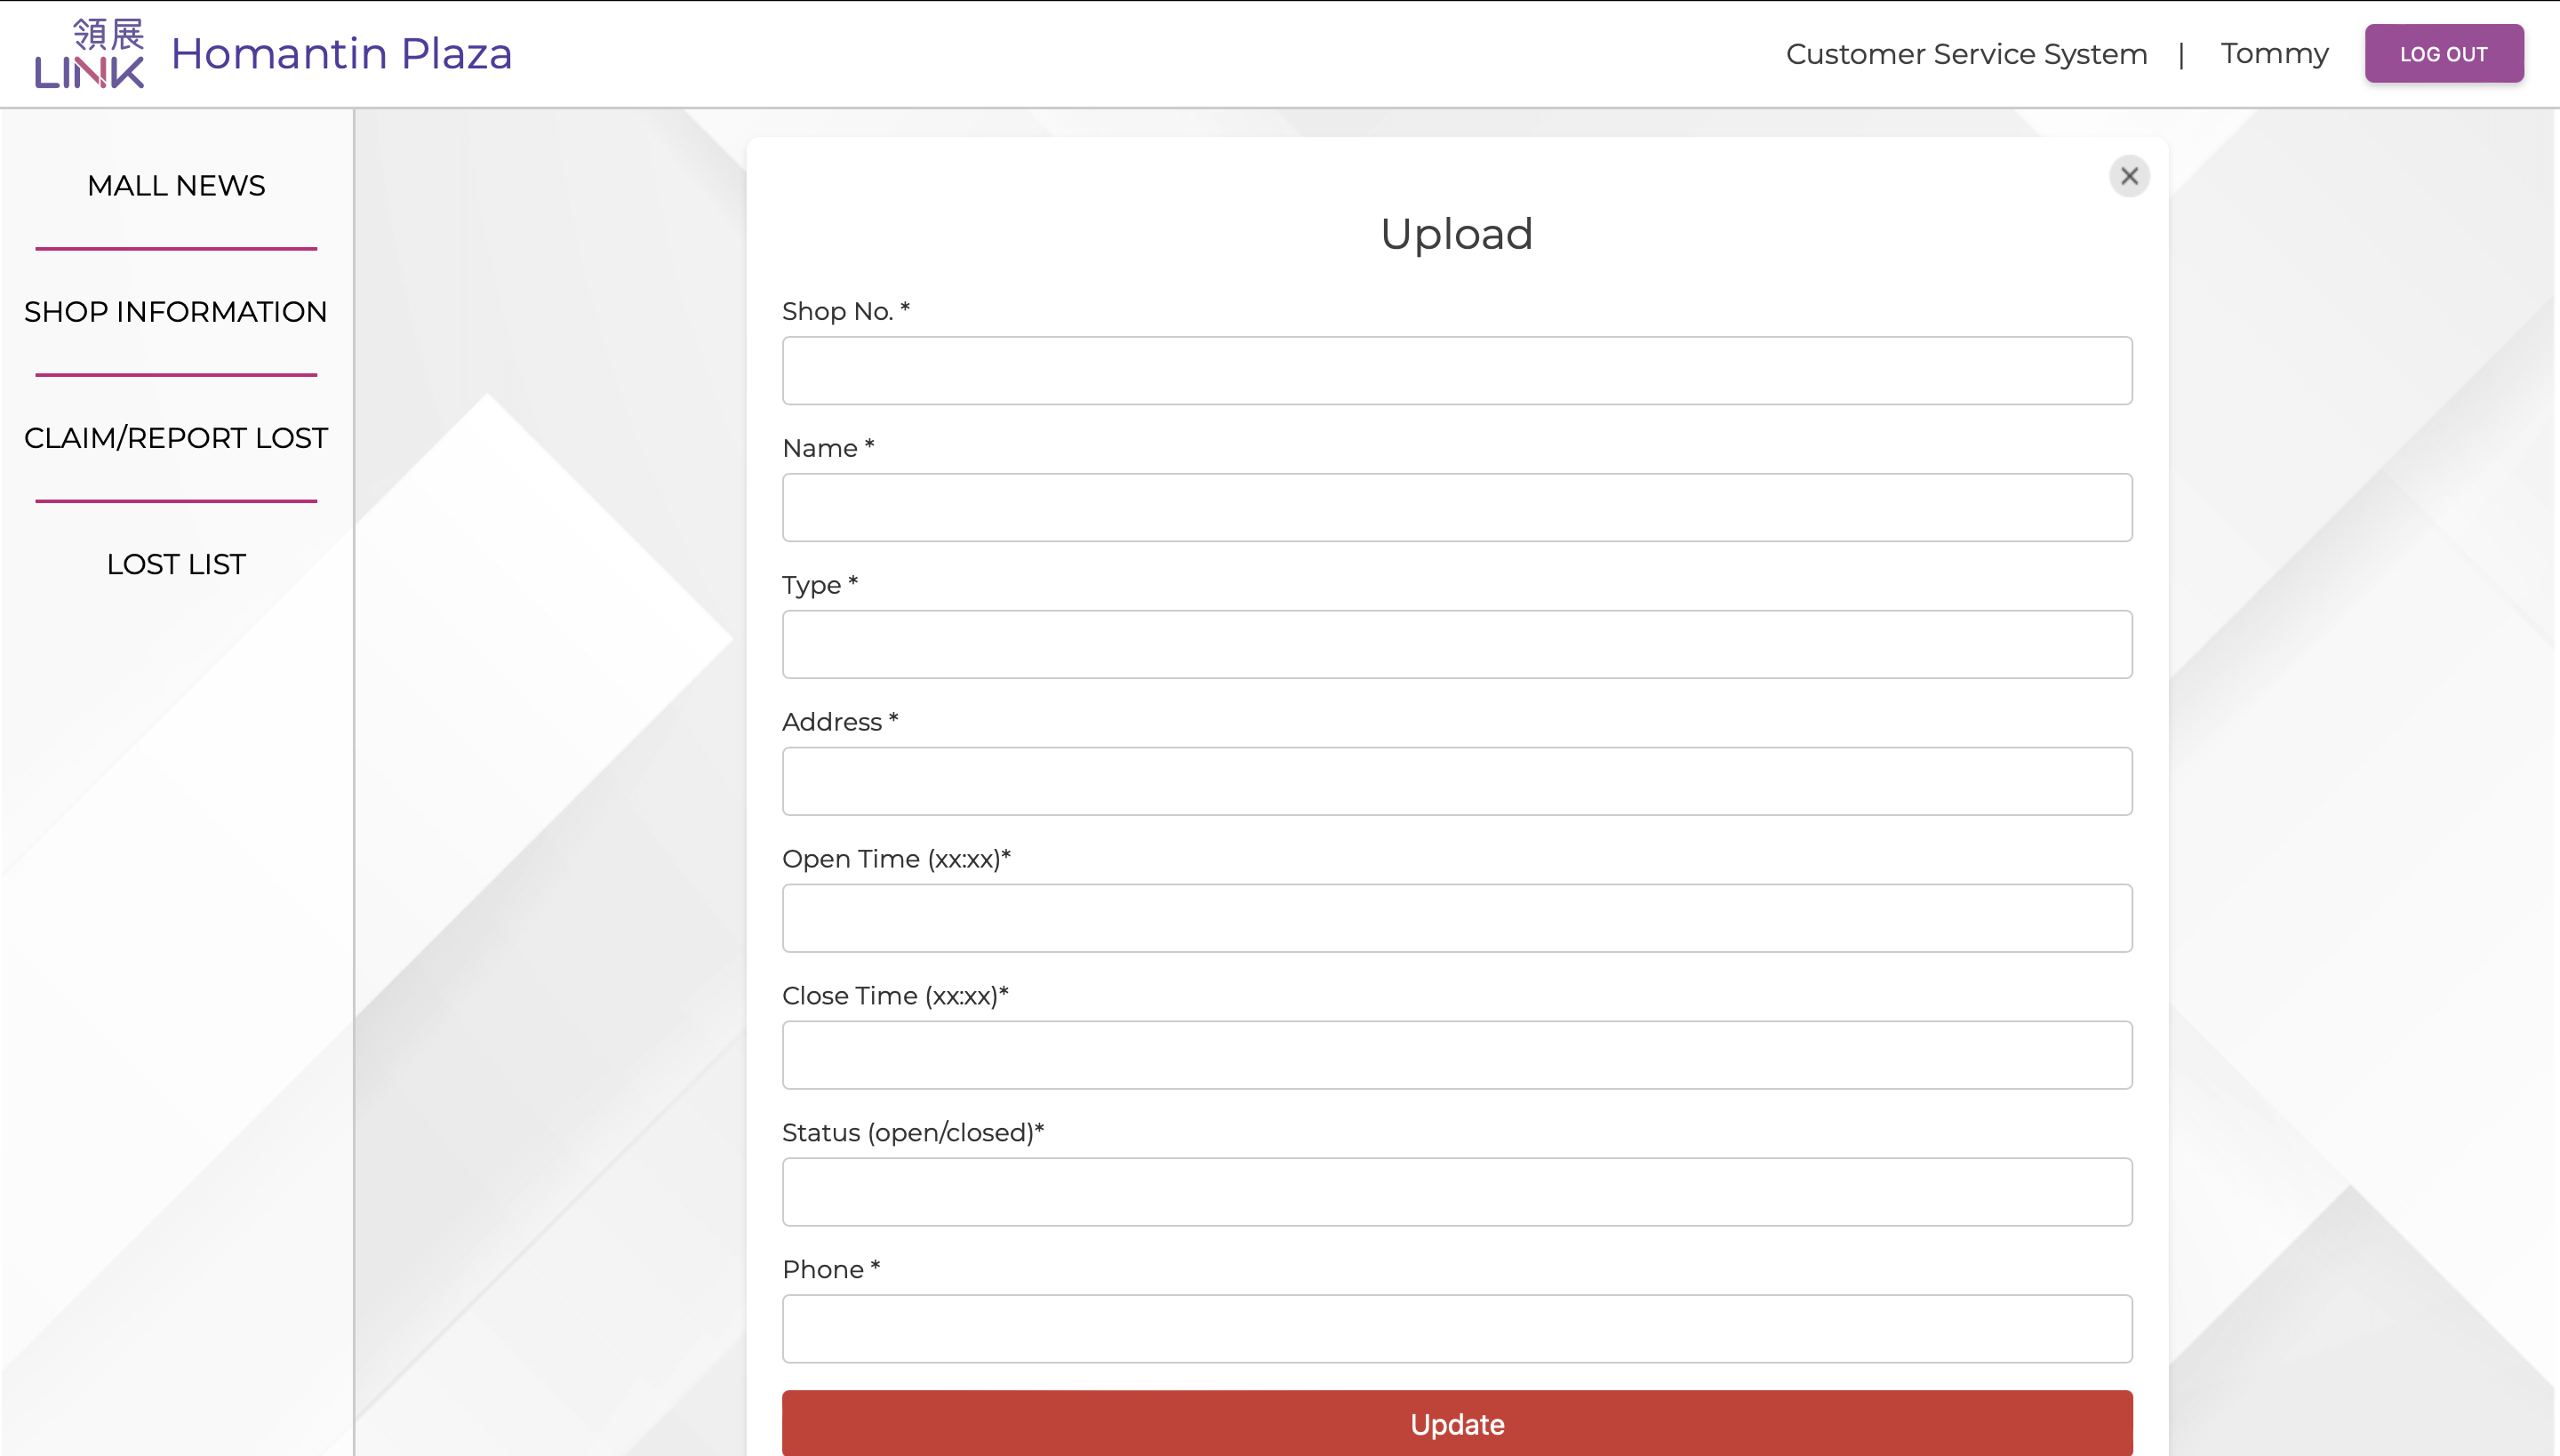 領展
LINK
Homantin Plaza
Customer Service System | Tommy
LOG OUT
MALL NEWS
SHOP INFORMATION
CLAIM/REPORT LOST
LOST LIST
Upload
Shop No. *
Name *
Type *
Address *
Open Time (xx:xx)*
Close Time (xx:xx)*
Status (open/closed)*
Phone *
Update